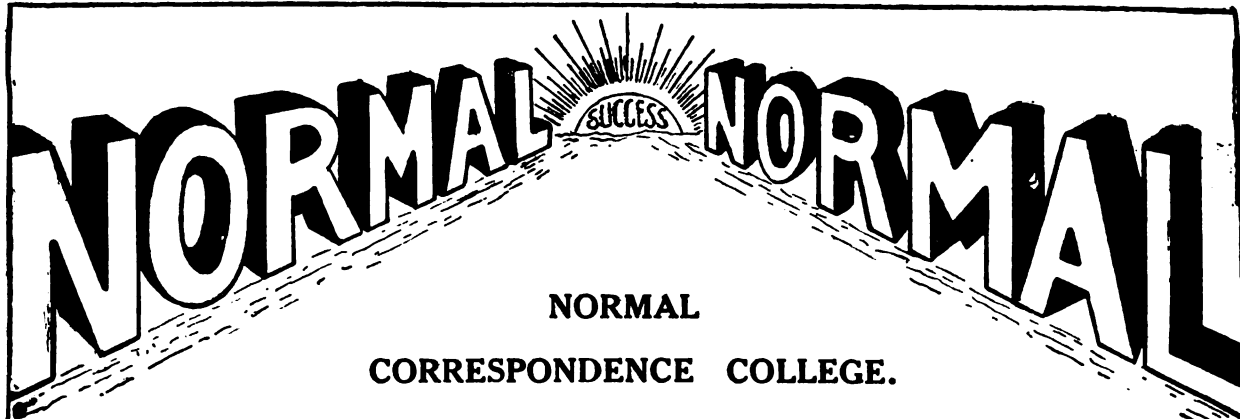 NORMAL SUCCESS NORMAL
NORMAL
CORRESPONDENCE COLLEGE.